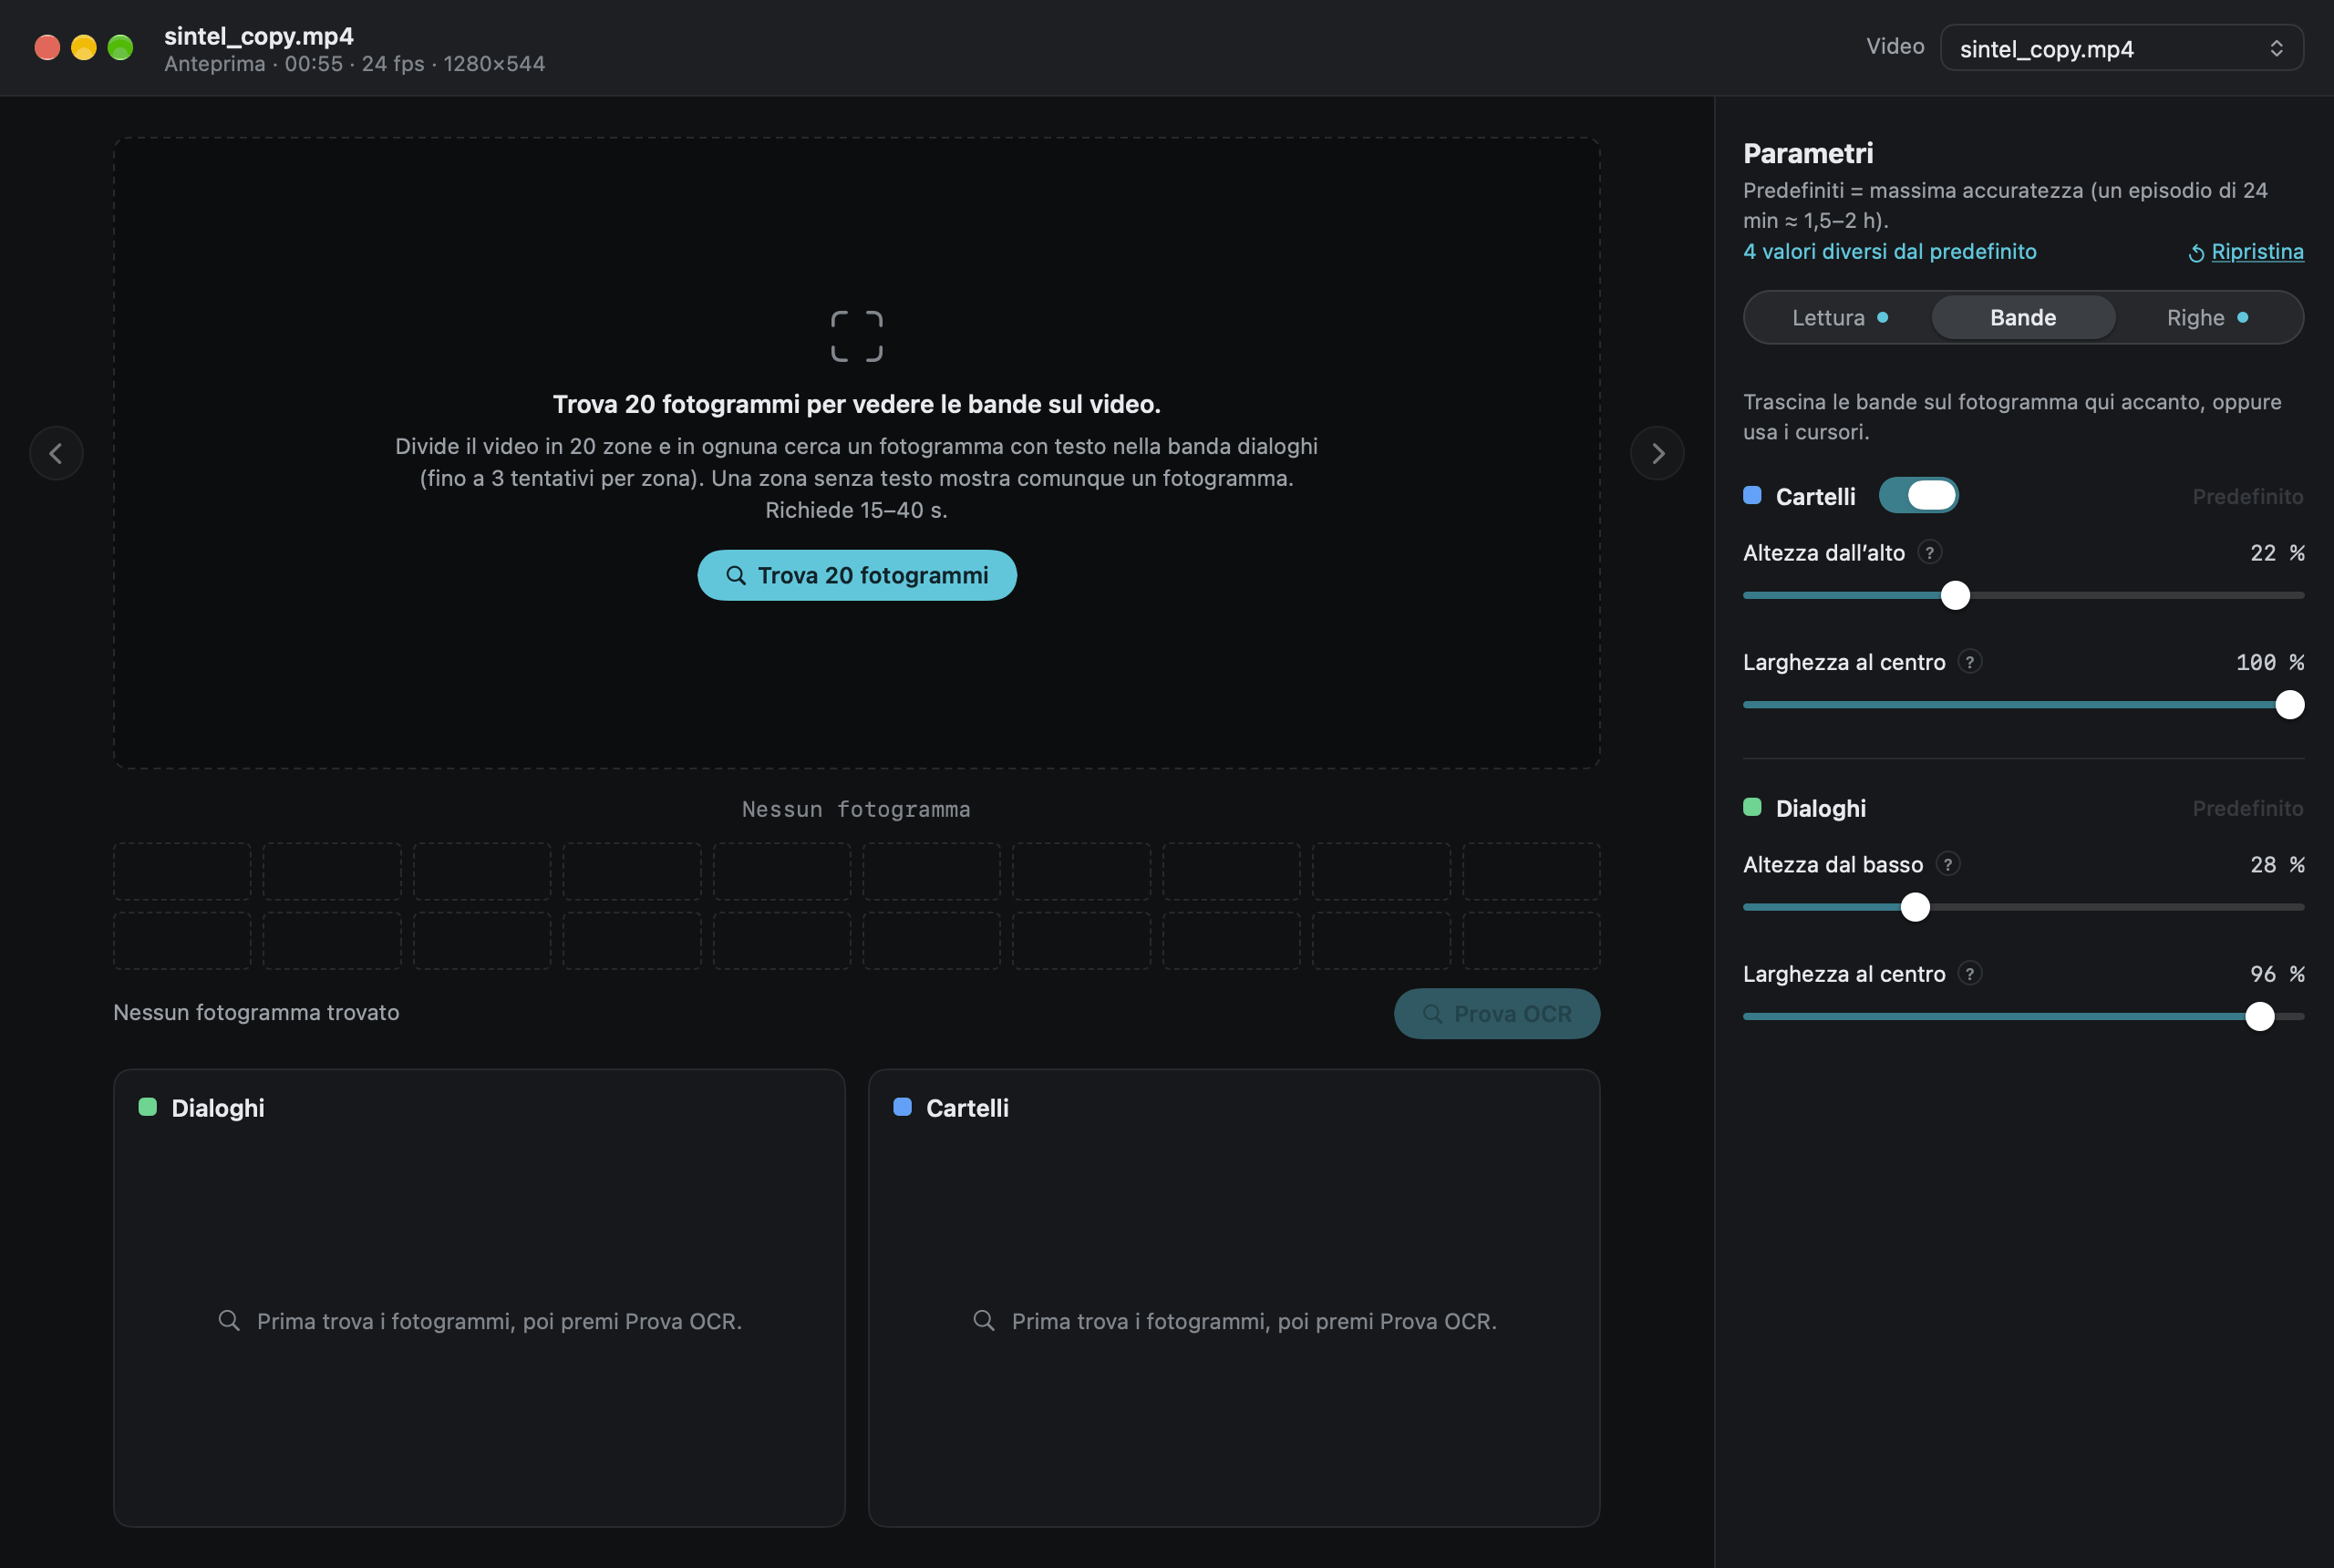 sintel_copy.mp4
Anteprima · 00:55 · 24 fps · 1280×544
Video
sintel_copy.mp4
Trova 20 fotogrammi per vedere le bande sul video.
Divide il video in 20 zone e in ognuna cerca un fotogramma con testo nella banda dialoghi
(fino a 3 tentativi per zona). Una zona senza testo mostra comunque un fotogramma.
Richiede 15–40 s.
Trova 20 fotogrammi
Nessun fotogramma
Nessun fotogramma trovato
Prova OCR
Dialoghi
Prima trova i fotogrammi, poi premi Prova OCR.
Cartelli
Prima trova i fotogrammi, poi premi Prova OCR.
Parametri
Predefiniti = massima accuratezza (un episodio di 24
min ≈ 1,5–2 h).
4 valori diversi dal predefinito
Ripristina
Lettura
Bande
Righe
Trascina le bande sul fotogramma qui accanto, oppure
usa i cursori.
Cartelli
Predefinito
Altezza dall’alto ?
22 %
Larghezza al centro ?
100 %
Dialoghi
Predefinito
Altezza dal basso ?
28 %
Larghezza al centro ?
96 %